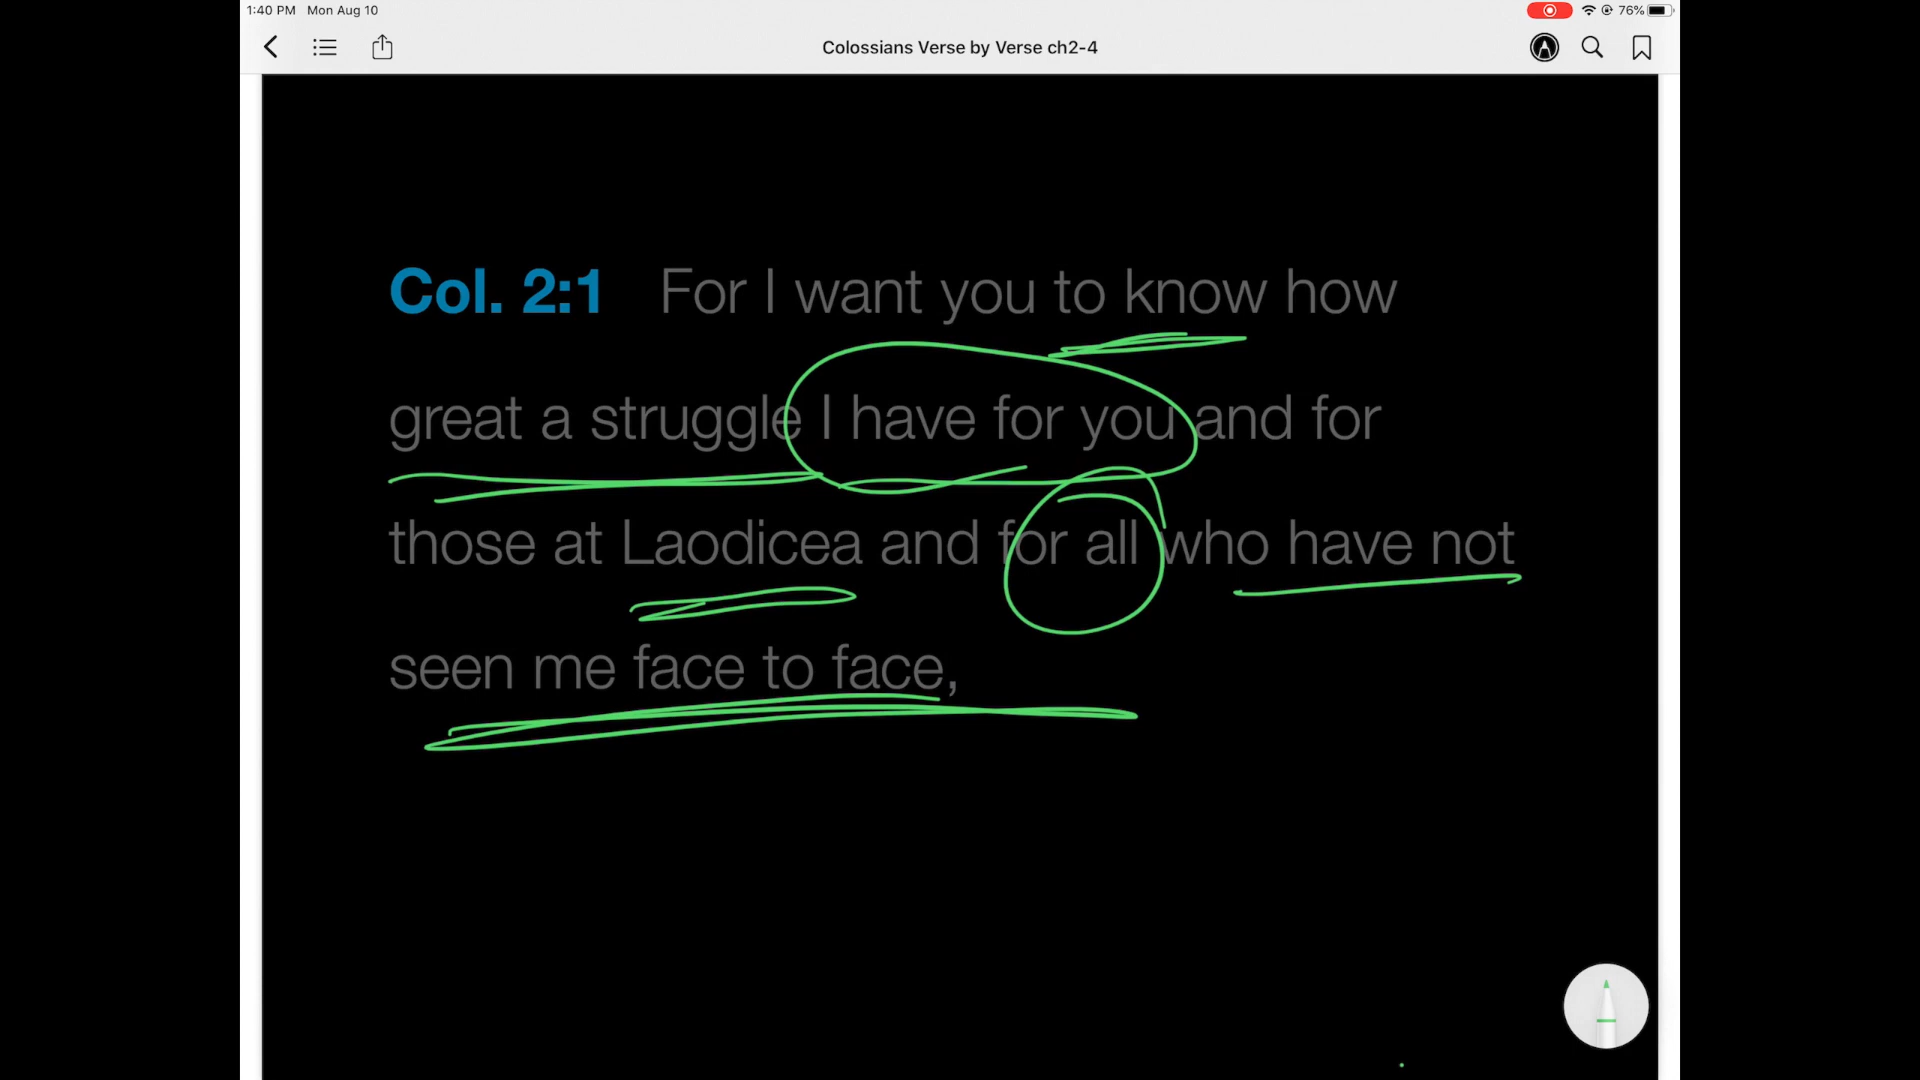 1:40 PM Mon Aug 10
76%
Colossians Verse by Verse ch2-4
Col. 2:1 For I want you to know how
great a struggle I have for you and for
those at Laodicea and for all who have not
seen me face to face,